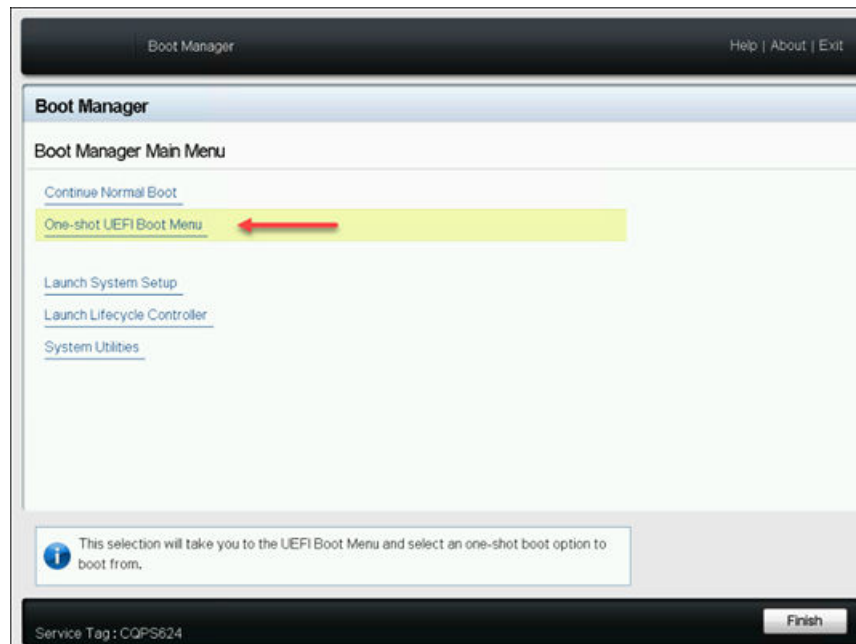 Boot Manager
Help | About | Exit
Boot Manager
Boot Manager Main Menu
Continue Normal Boot
One-shot UEFI Boot Menu
Launch System Setup
Launch Lifecycle Controller
System Utilities
This selection will take you to the UEFI Boot Menu and select an one-shot boot option to
boot from.
Service Tag : CQPS624
Finish